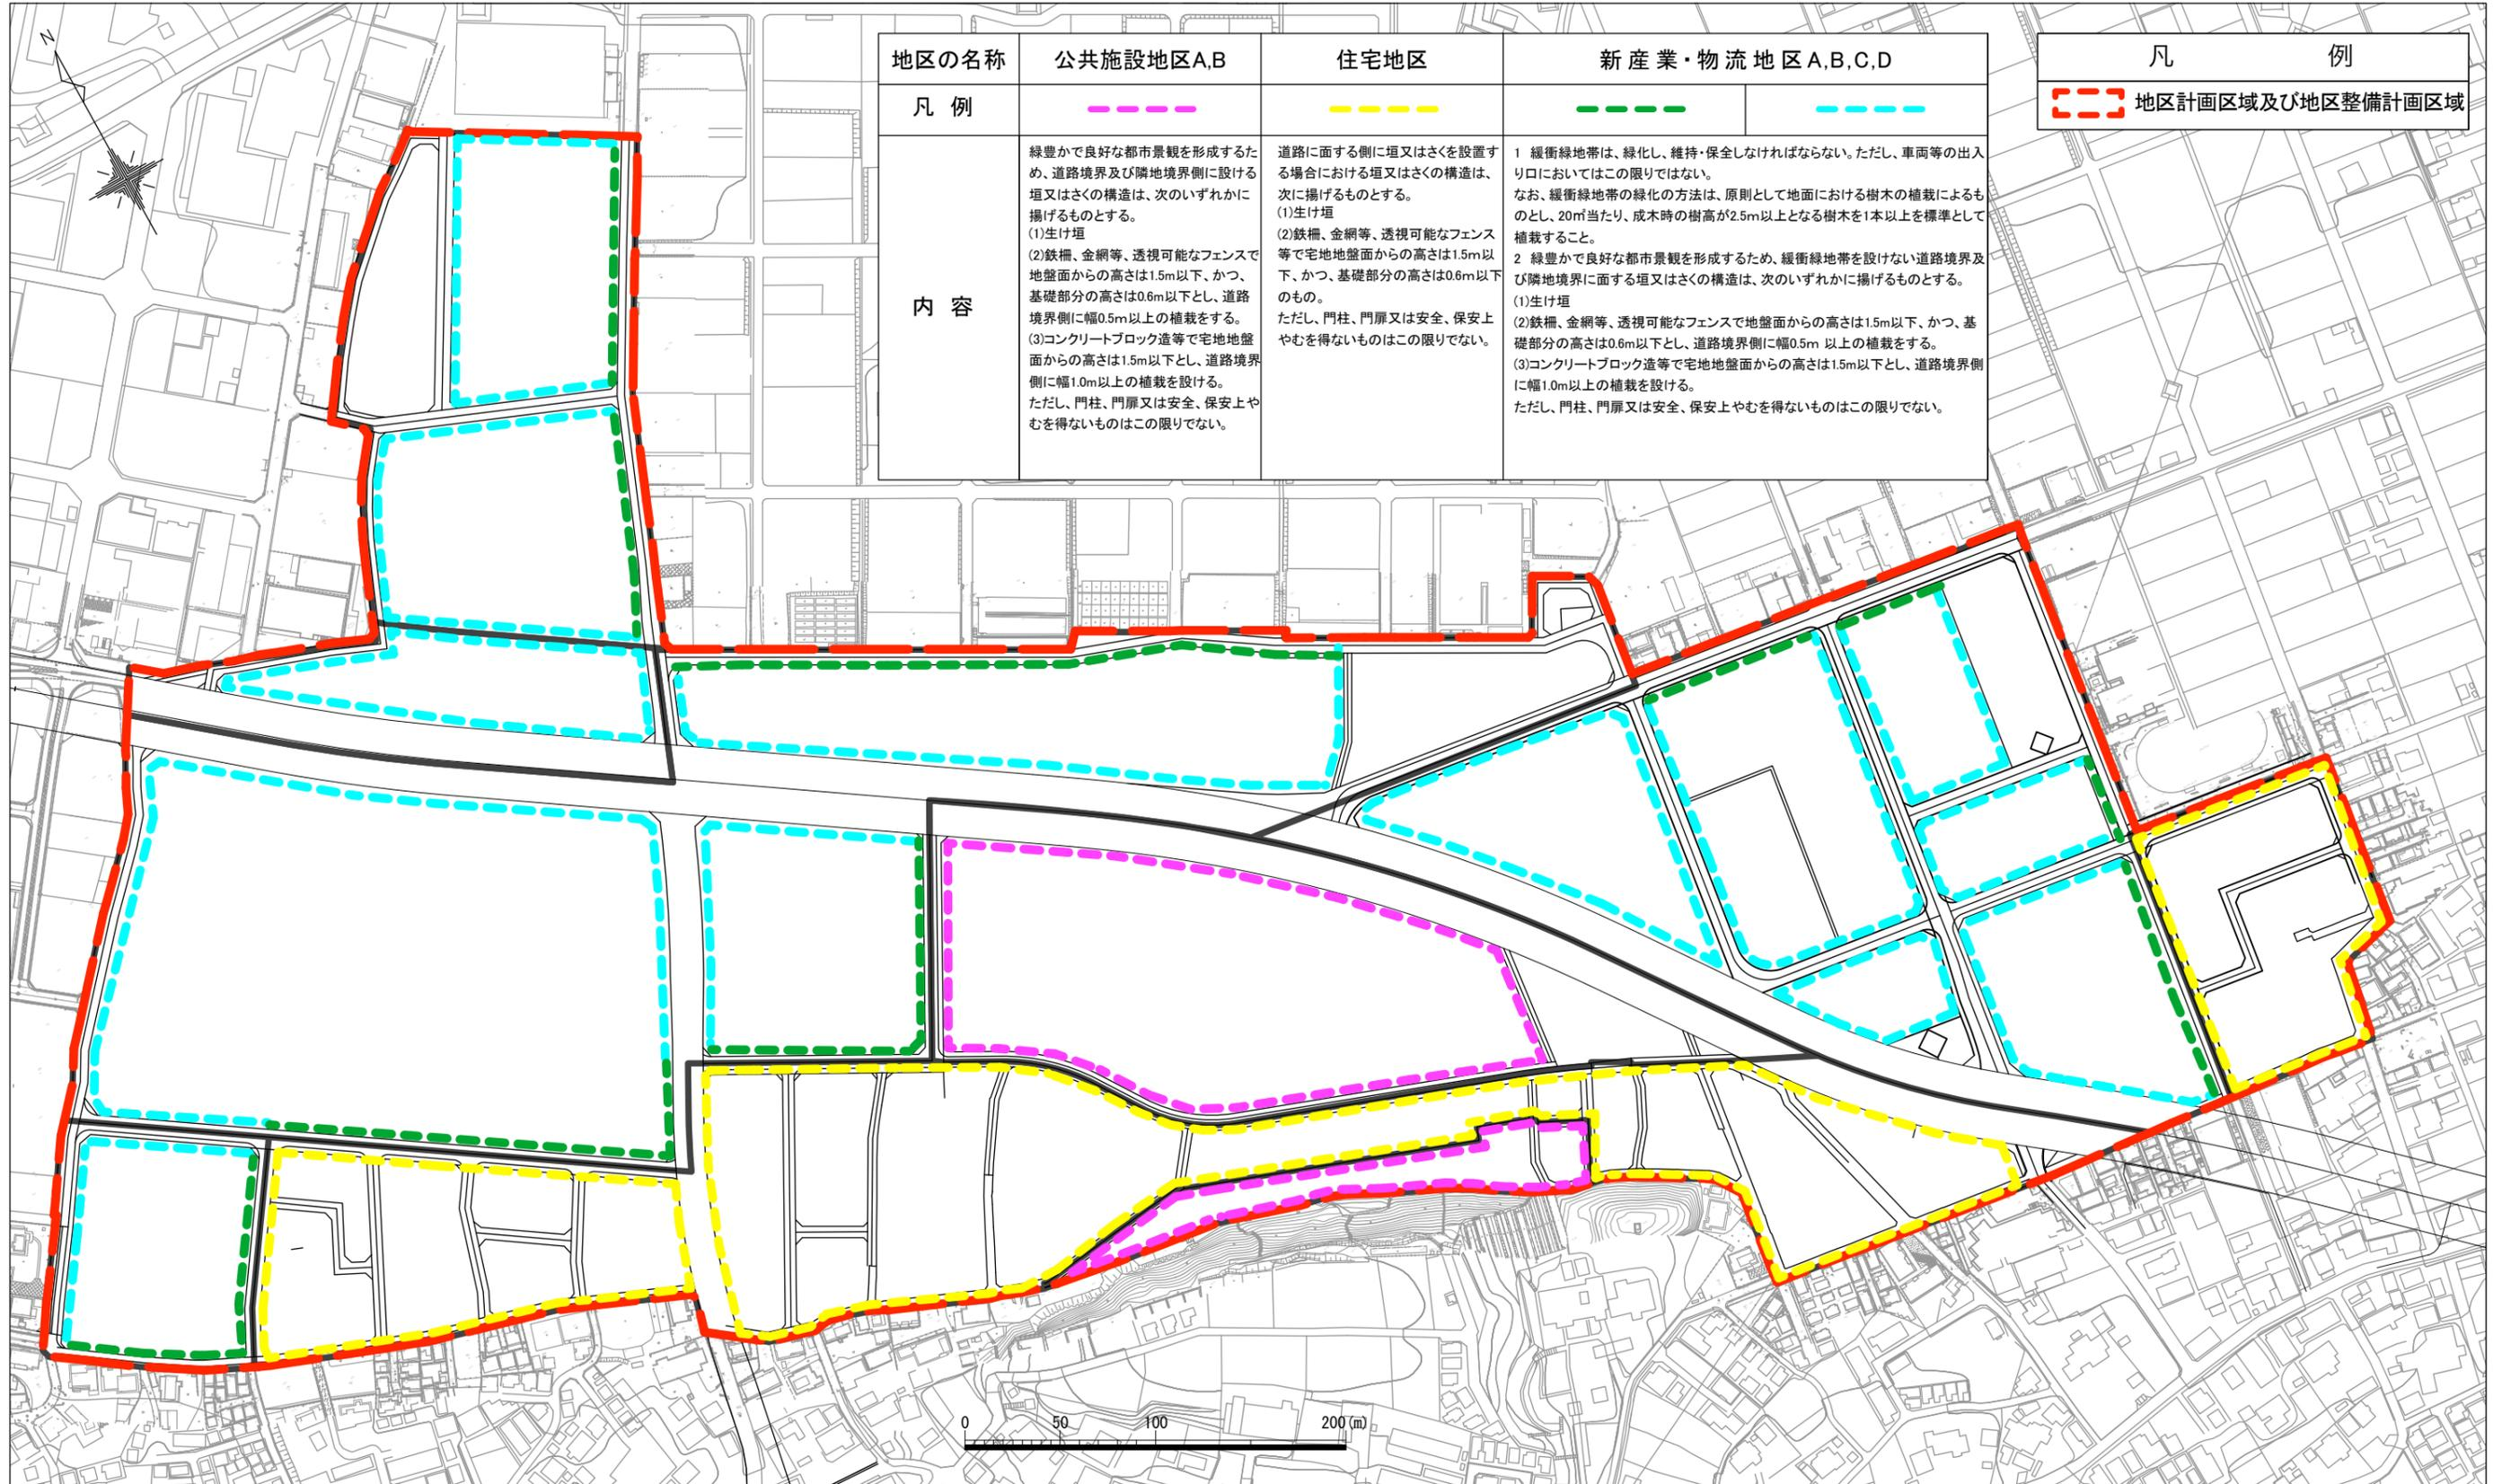 N
地区の名称
公共施設地区A,B
住宅地区
新産業・物流地区A,B,C,D
凡 例
内 容
緑豊かで良好な都市景観を形成するた
め、道路境界及び隣地境界側に設ける
垣又はさくの構造は、次のいずれかに
揚げるものとする。
(1)生け垣
(2)鉄柵、金網等、透視可能なフェンスで
地盤面からの高さは1.5m以下、かつ、
基礎部分の高さは0.6m以下とし、道路
境界側に幅0.5m以上の植栽をする。
(3)コンクリートブロック造等で宅地地盤
面からの高さは1.5m以下とし、道路境界
側に幅1.0m以上の植栽を設ける。
ただし、門柱、門扉又は安全、保安上や
むを得ないものはこの限りでない。
道路に面する側に垣又はさくを設置す
る場合における垣又はさくの構造は、
次に揚げるものとする。
(1)生け垣
(2)鉄柵、金網等、透視可能なフェンス
等で宅地地盤面からの高さは1.5m以
下、かつ、基礎部分の高さは0.6m以下
のもの。
ただし、門柱、門扉又は安全、保安上
やむを得ないものはこの限りでない。
1 緩衝緑地帯は、緑化し、維持・保全しなければならない。ただし、車両等の出入
り口においてはこの限りではない。
なお、緩衝緑地帯の緑化の方法は、原則として地面における樹木の植栽によるも
のとし、20㎡当たり、成木時の樹高が2.5m以上となる樹木を1本以上を標準として
植栽すること。
2 緑豊かで良好な都市景観を形成するため、緩衝緑地帯を設けない道路境界及
び隣地境界に面する垣又はさくの構造は、次のいずれかに揚げるものとする。
(1)生け垣
(2)鉄柵、金網等、透視可能なフェンスで地盤面からの高さは1.5m以下、かつ、基
礎部分の高さは0.6m以下とし、道路境界側に幅0.5m 以上の植栽をする。
(3)コンクリートブロック造等で宅地地盤面からの高さは1.5m以下とし、道路境界側
に幅1.0m以上の植栽を設ける。
ただし、門柱、門扉又は安全、保安上やむを得ないものはこの限りでない。
凡 例
地区計画区域及び地区整備計画区域
0 50 100 200(m)